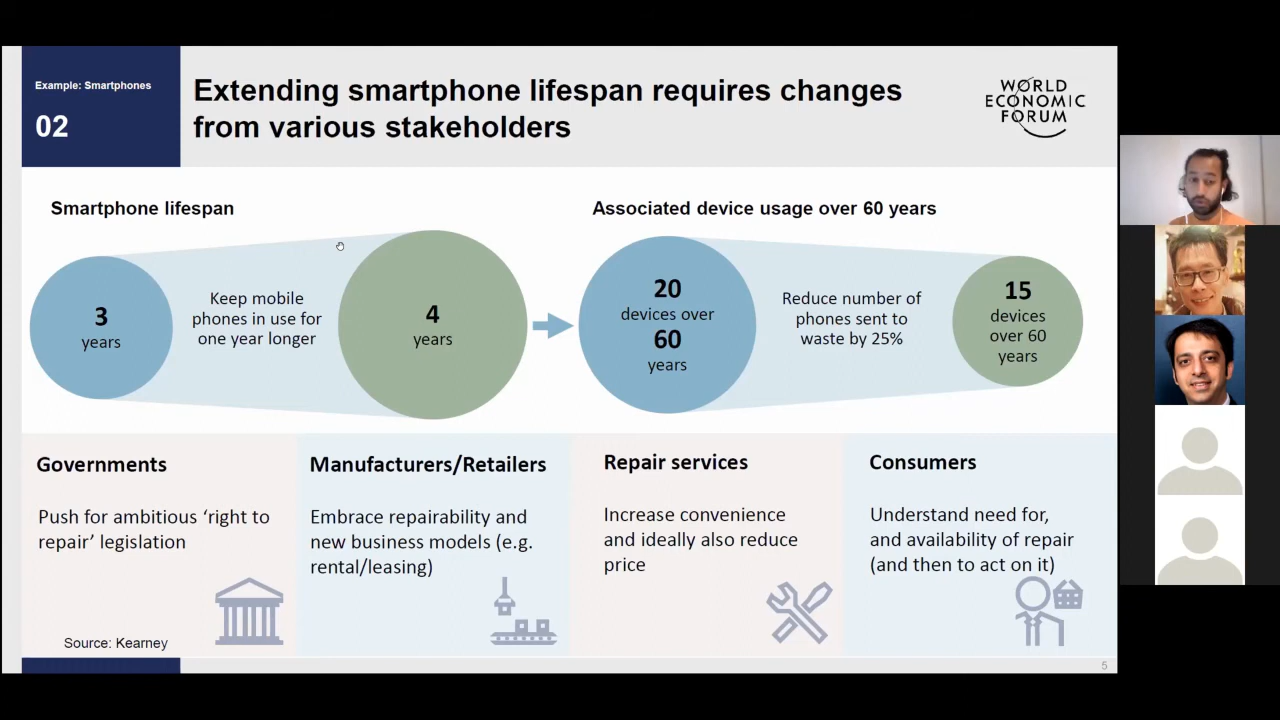 Example: Smartphones
02
Extending smartphone lifespan requires changes
from various stakeholders
WORLD
ECONOMIC
FORUM
Smartphone lifespan
Associated device usage over 60 years
3
years
Keep mobile
phones in use for
one year longer
4
years
20
devices over
60
years
Reduce number of
phones sent to
waste by 25%
15
devices
over 60
years
Governments
Push for ambitious ‘right to
repair’ legislation
Manufacturers/Retailers
Embrace repairability and
new business models (e.g.
rental/leasing)
Repair services
Increase convenience
and ideally also reduce
price
Consumers
Understand need for,
and availability of repair
(and then to act on it)
Source: Kearney
5